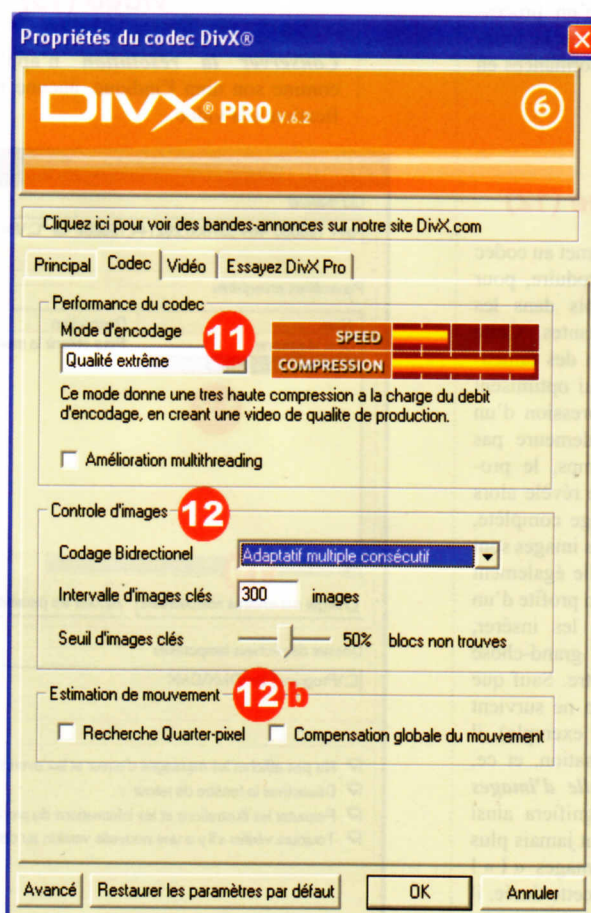 Propriétés du codec DivX®
DIVX® PRO V.6.2
6
Cliquez ici pour voir des bandes-annonces sur notre site DivX.com
Principal Codec Vidéo Essayez DivX Pro
Performance du codec
Mode d'encodage
11
SPEED
Qualité extrême
COMPRESSION
Ce mode donne une tres haute compression a la charge du debit
d'encodage, en creant une video de qualite de production.
Amélioration multithreading
Controle d'images
12
Codage Bidrectionel Adaptatif multiple consécutif
Intervalle d'images clés 300 images
Seuil d'images clés 50% blocs non trouves
Estimation de mouvement
12b
Recherche Quarter-pixel Compensation globale du mouvement
Avancé Restaurer les paramètres par défaut OK Annuler